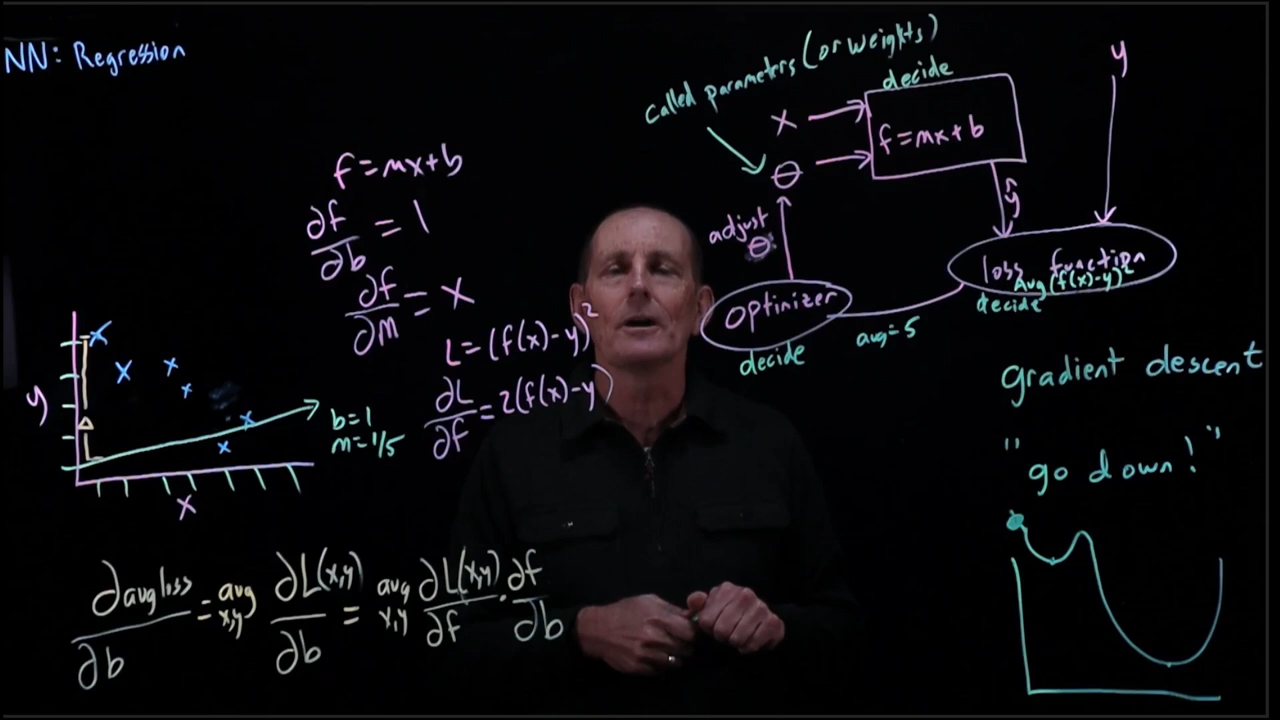 NN: Regression
f=mx+b
∂f/∂b = 1
∂f/∂m = x
L=(f(x)-y)²
∂L/∂f = 2(f(x)-y)
y
x
b=1
m=1/5
∂avgloss/∂b = avg x,y ∂L(x,y)/∂b = avg x,y ∂L(x,y)/∂f · ∂f/∂b
called parameters (or weights)
decide
x
θ
f=mx+b
y
ŷ
adjust
θ
loss function
Avg(f(x)-y)²
decide
optimizer
decide
avg=5
gradient descent
"go down!"